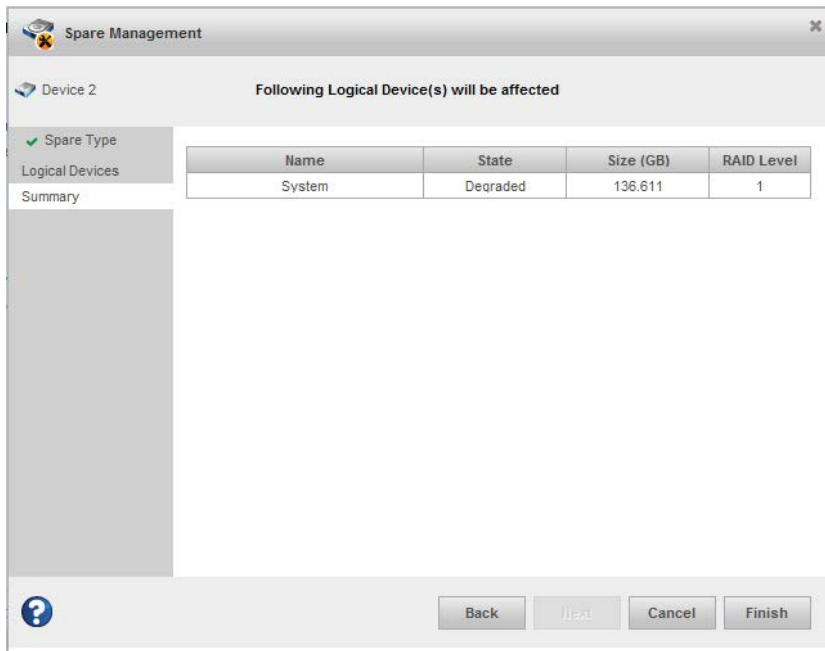 Spare Management
Device 2
Following Logical Device(s) will be affected
Spare Type
Logical Devices
Summary
Name State Size (GB) RAID Level
System Degraded 136.611 1
Back Next Cancel Finish